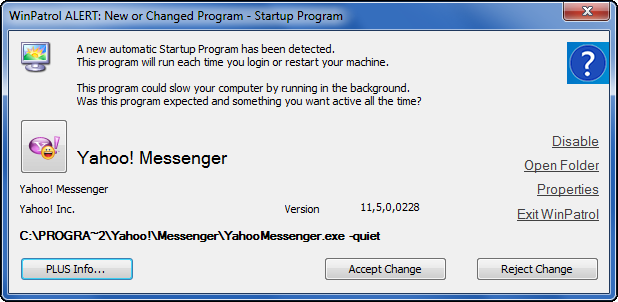 WinPatrol ALERT: New or Changed Program - Startup Program
A new automatic Startup Program has been detected.
This program will run each time you login or restart your machine.
This program could slow your computer by running in the background.
Was this program expected and something you want active all the time?
?
Yahoo! Messenger
Disable
Open Folder
Properties
Exit WinPatrol
Yahoo! Messenger
Yahoo! Inc.
Version
11,5,0,0228
C:\PROGRA~2\Yahoo!\Messenger\YahooMessenger.exe -quiet
PLUS Info...
Accept Change
Reject Change